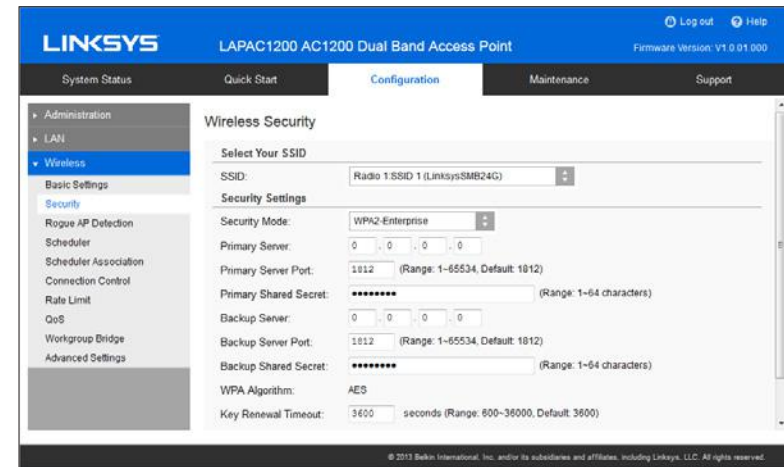 Log out Help
LINKSYS LAPAC1200 AC1200 Dual Band Access Point Firmware Version: V1.0.01.000
System Status Quick Start Configuration Maintenance Support
Administration
LAN
Wireless
Basic Settings
Security
Rogue AP Detection
Scheduler
Scheduler Association
Connection Control
Rate Limit
QoS
Workgroup Bridge
Advanced Settings
Wireless Security
Select Your SSID
SSID: Radio 1:SSID 1 (LinksysSMB24G)
Security Settings
Security Mode: WPA2-Enterprise
Primary Server: 0 . 0 . 0 . 0
Primary Server Port: 1812 (Range: 1~65534, Default: 1812)
Primary Shared Secret: •••••••• (Range: 1~64 characters)
Backup Server: 0 . 0 . 0 . 0
Backup Server Port: 1812 (Range: 1~65534, Default: 1812)
Backup Shared Secret: •••••••• (Range: 1~64 characters)
WPA Algorithm: AES
Key Renewal Timeout: 3600 seconds (Range: 600~36000, Default: 3600)
© 2013 Belkin International, Inc. and/or its subsidiaries and affiliates, including Linksys, LLC. All rights reserved.